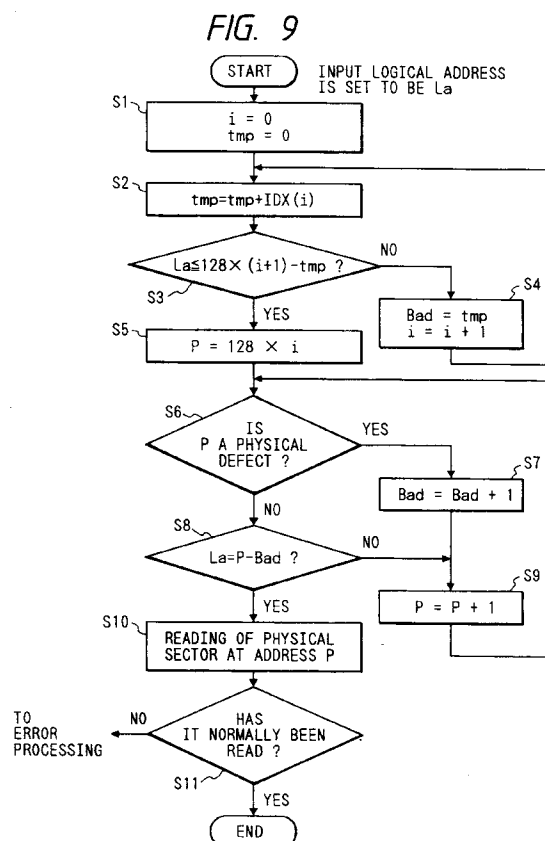 FIG. 9
START
INPUT LOGICAL ADDRESS
IS SET TO BE La
S1
i = 0
tmp = 0
S2
tmp=tmp+IDX(i)
La≦128×(i+1)-tmp ?
NO
S3
YES
S4
Bad = tmp
i = i + 1
S5
P = 128 × i
S6
IS
P A PHYSICAL
DEFECT ?
YES
NO
S7
Bad = Bad + 1
S8
La=P-Bad ?
NO
YES
S9
P = P + 1
S10
READING OF PHYSICAL
SECTOR AT ADDRESS P
TO
ERROR
PROCESSING
NO
HAS
IT NORMALLY BEEN
READ ?
S11
YES
END